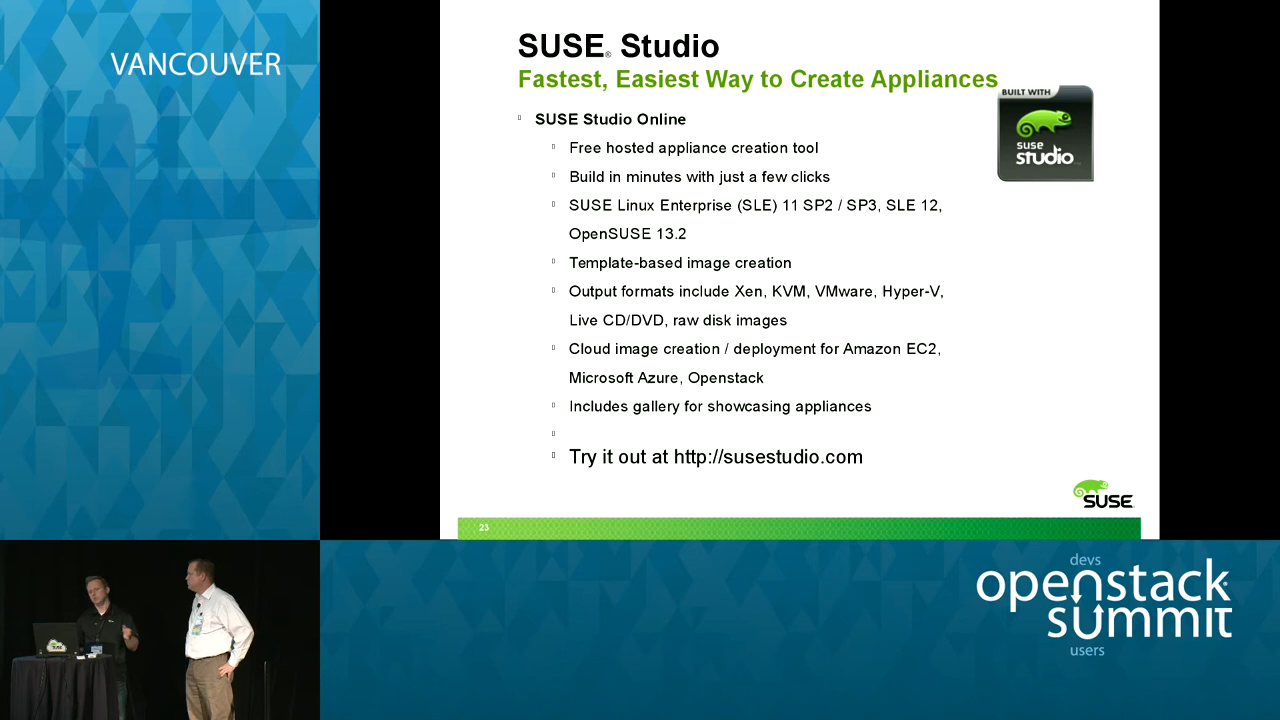 VANCOUVER
SUSE® Studio
Fastest, Easiest Way to Create Appliances
BUILT WITH
suse
studio
SUSE Studio Online
Free hosted appliance creation tool
Build in minutes with just a few clicks
SUSE Linux Enterprise (SLE) 11 SP2 / SP3, SLE 12,
OpenSUSE 13.2
Template-based image creation
Output formats include Xen, KVM, VMware, Hyper-V,
Live CD/DVD, raw disk images
Cloud image creation / deployment for Amazon EC2,
Microsoft Azure, Openstack
Includes gallery for showcasing appliances
Try it out at http://susestudio.com
SUSE
23
devs
openstack
summit
users